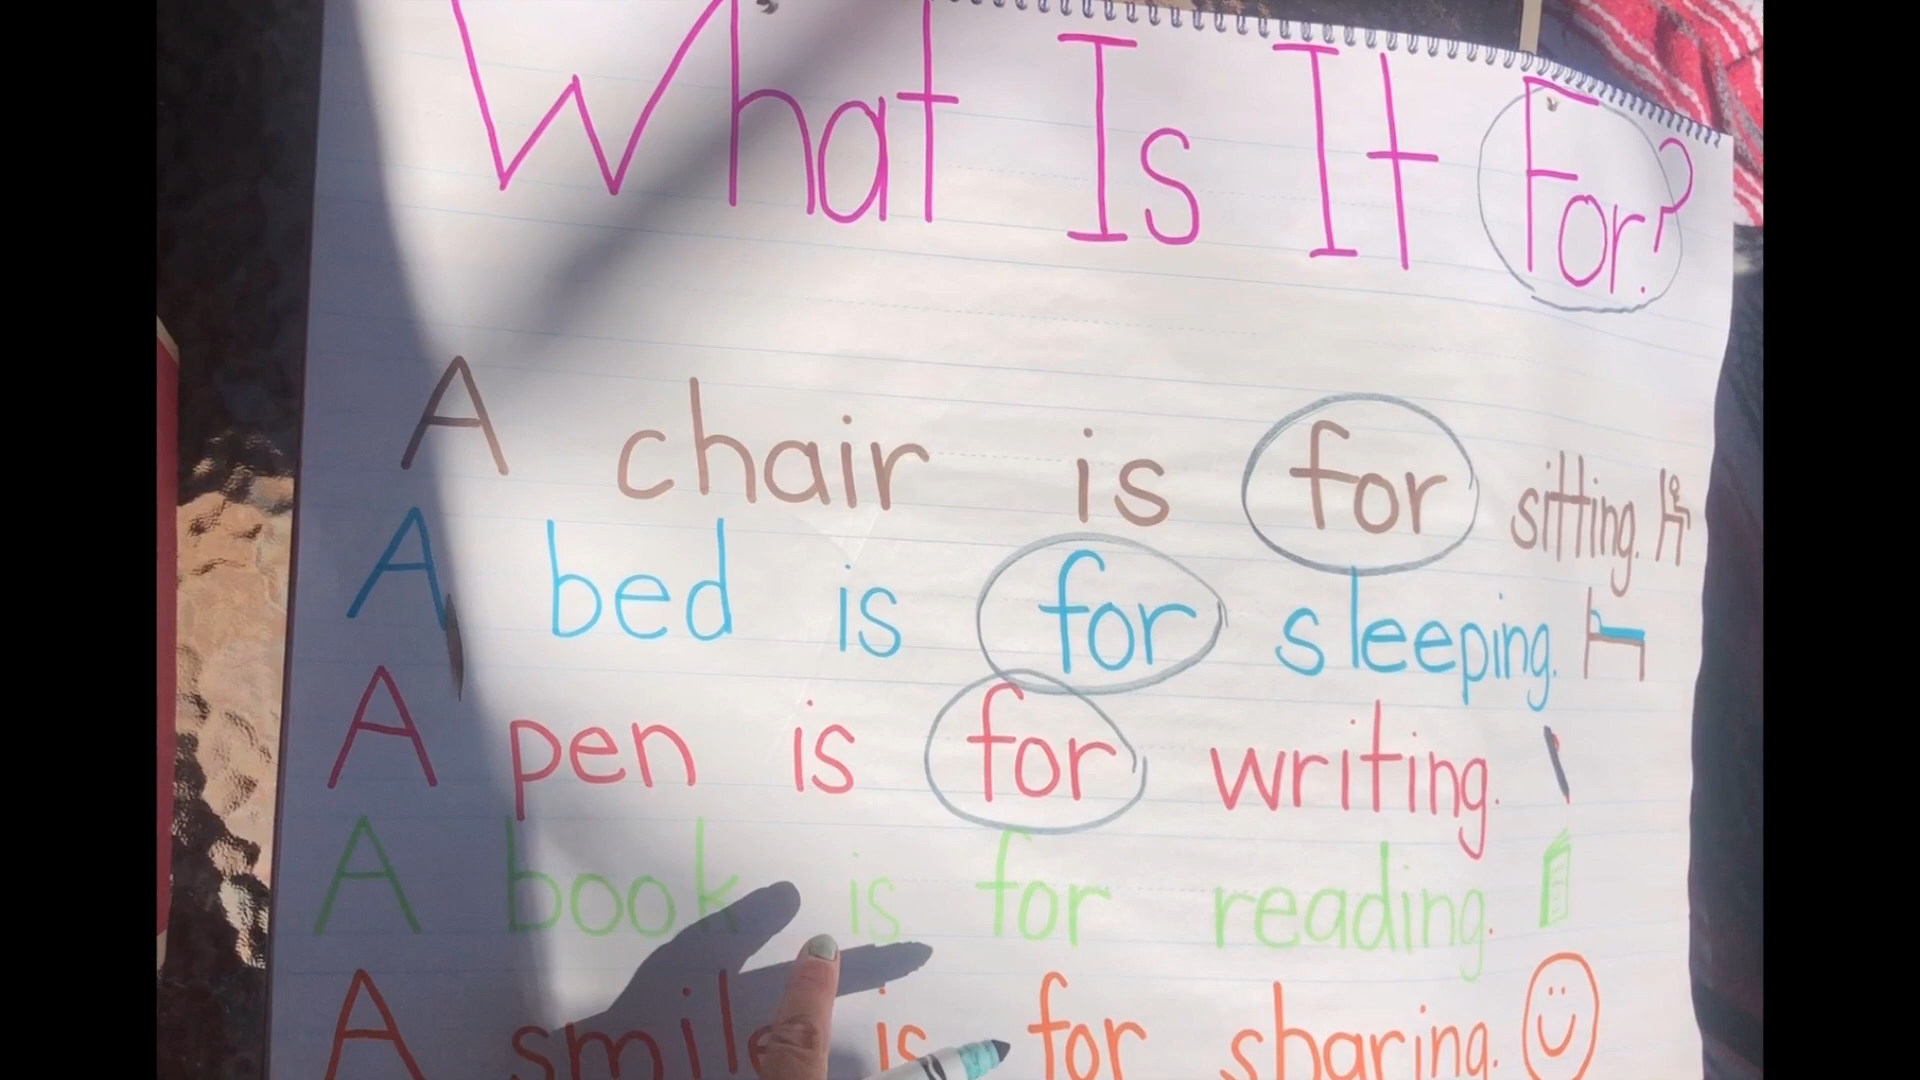 What Is It For?
A chair is for sitting.
A bed is for sleeping.
A pen is for writing.
A book is for reading.
A smile is for sharing.